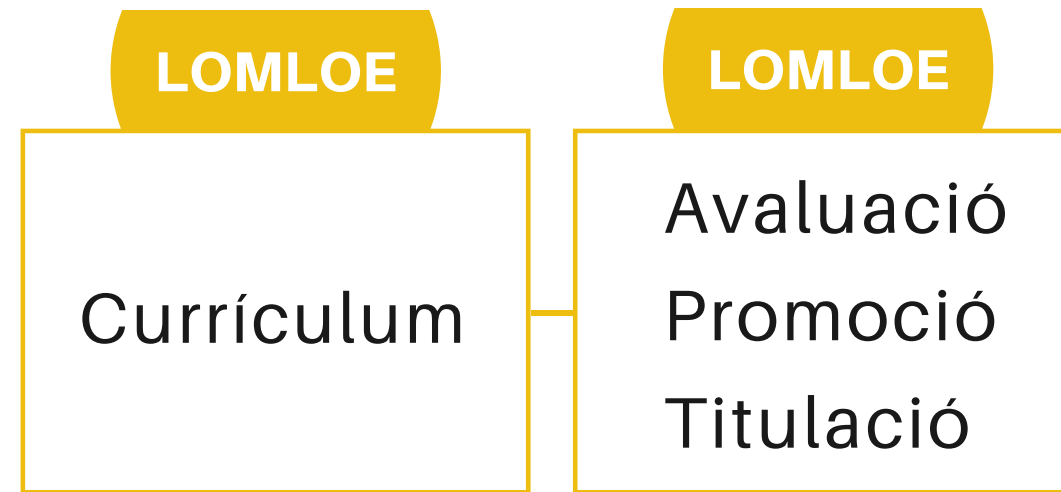 LOMLOE
Currículum
LOMLOE
Avaluació
Promoció
Titulació